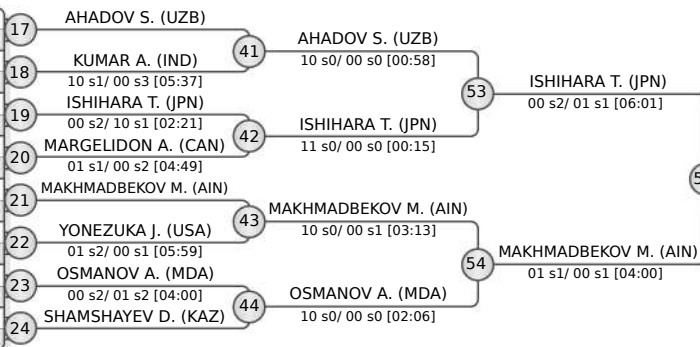 17
AHADOV S. (UZB)
18
KUMAR A. (IND)
10 s1/ 00 s3 [05:37]
41
AHADOV S. (UZB)
10 s0/ 00 s0 [00:58]
19
ISHIHARA T. (JPN)
00 s2/ 10 s1 [02:21]
20
MARGELIDON A. (CAN)
01 s1/ 00 s2 [04:49]
42
ISHIHARA T. (JPN)
11 s0/ 00 s0 [00:15]
53
ISHIHARA T. (JPN)
00 s2/ 01 s1 [06:01]
21
MAKHMADBEKOV M. (AIN)
22
YONEZUKA J. (USA)
01 s2/ 00 s1 [05:59]
43
MAKHMADBEKOV M. (AIN)
10 s0/ 00 s1 [03:13]
23
OSMANOV A. (MDA)
00 s2/ 01 s2 [04:00]
24
SHAMSHAYEV D. (KAZ)
44
OSMANOV A. (MDA)
10 s0/ 00 s0 [02:06]
54
MAKHMADBEKOV M. (AIN)
01 s1/ 00 s1 [04:00]